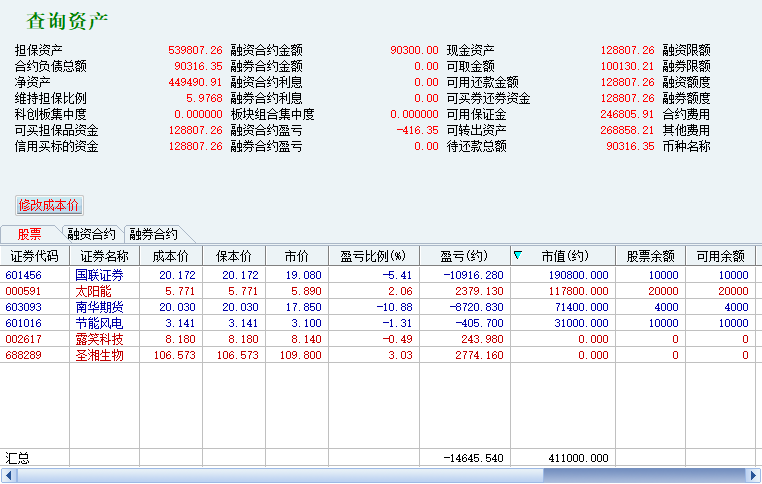 查询资产
担保资产 539807.26 融资合约金额 90300.00 现金资产 128807.26 融资限额
合约负债总额 90316.35 融券合约金额 0.00 可取金额 100130.21 融券限额
净资产 449490.91 融资合约利息 0.00 可用还款金额 128807.26 融资额度
维持担保比例 5.9768 融券合约利息 0.00 可买券还券资金 128807.26 融券额度
科创板集中度 0.000000 板块组合集中度 0.000000 可用保证金 246805.91 合约费用
可买担保品资金 128807.26 融资合约盈亏 -416.35 可转出资产 268858.21 其他费用
信用买标的资金 128807.26 融券合约盈亏 0.00 待还款总额 90316.35 币种名称
修改成本价
股票 融资合约 融券合约
证券代码 证券名称 成本价 保本价 市价 盈亏比例(%) 盈亏(约) 市值(约) 股票余额 可用余额
601456 国联证券 20.172 20.172 19.080 -5.41 -10916.280 190800.000 10000 10000
000591 太阳能 5.771 5.771 5.890 2.06 2379.130 117800.000 20000 20000
603093 南华期货 20.030 20.030 17.850 -10.88 -8720.830 71400.000 4000 4000
601016 节能风电 3.141 3.141 3.100 -1.31 -405.700 31000.000 10000 10000
002617 露笑科技 8.180 8.180 8.140 -0.49 243.980 0.000 0 0
688289 圣湘生物 106.573 106.573 109.800 3.03 2774.160 0.000 0 0
汇总 -14645.540 411000.000